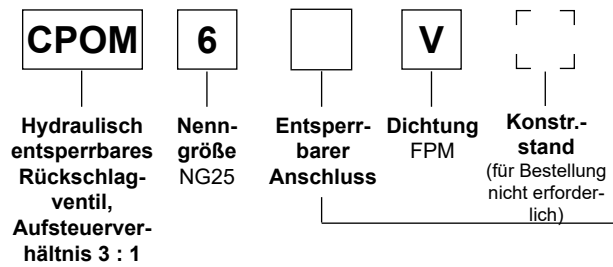 CPOM 6 V
Hydraulisch
entsperrbares
Rückschlag-
ventil,
Aufsteuerver-
hältnis 3 : 1
Nenn-
größe
NG25
Entsperr-
barer
Anschluss
Dichtung
FPM
Konstr.-
stand
(für Bestellung
nicht erforder-
lich)